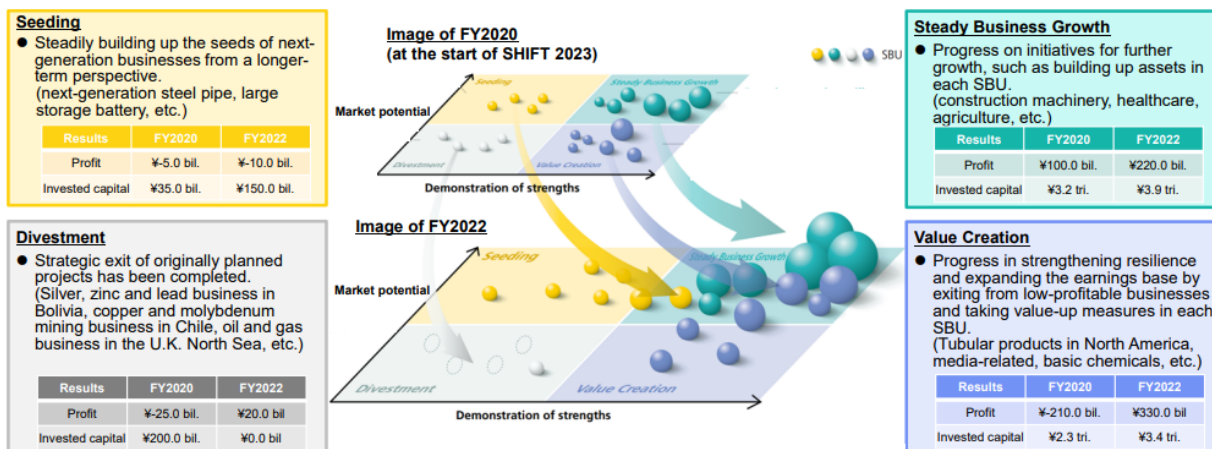 Seeding
● Steadily building up the seeds of next-
generation businesses from a longer-
term perspective.
(next-generation steel pipe, large
storage battery, etc.)
Results FY2020 FY2022
Profit ¥-5.0 bil. ¥-10.0 bil.
Invested capital ¥35.0 bil. ¥150.0 bil.
Divestment
● Strategic exit of originally planned
projects has been completed.
(Silver, zinc and lead business in
Bolivia, copper and molybdenum
mining business in Chile, oil and gas
business in the U.K. North Sea, etc.)
Results FY2020 FY2022
Profit ¥-25.0 bil. ¥20.0 bil
Invested capital ¥200.0 bil. ¥0.0 bil
Image of FY2020
(at the start of SHIFT 2023)
SBU
Seeding
Steady Business Growth
Market potential
Divestment
Value Creation
Demonstration of strengths
Image of FY2022
Seeding
Steady Business Growth
Market potential
Divestment
Value Creation
Demonstration of strengths
Steady Business Growth
● Progress on initiatives for further
growth, such as building up assets in
each SBU.
(construction machinery, healthcare,
agriculture, etc.)
Results FY2020 FY2022
Profit ¥100.0 bil. ¥220.0 bil.
Invested capital ¥3.2 tri. ¥3.9 tri.
Value Creation
● Progress in strengthening resilience
and expanding the earnings base by
exiting from low-profitable businesses
and taking value-up measures in each
SBU.
(Tubular products in North America,
media-related, basic chemicals, etc.)
Results FY2020 FY2022
Profit ¥-210.0 bil. ¥330.0 bil
Invested capital ¥2.3 tri. ¥3.4 tri.